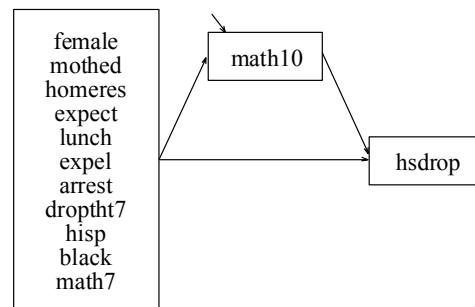 female
mothed
homeres
expect
lunch
expel
arrest
droptht7
hisp
black
math7
math10
hsdrop